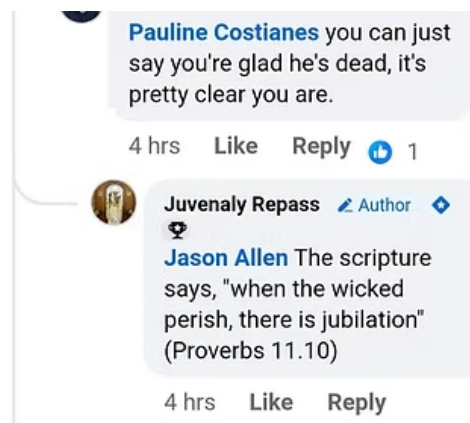 Pauline Costianes you can just
say you're glad he's dead, it's
pretty clear you are.
4 hrs Like Reply 1
Juvenaly Repass Author
Jason Allen The scripture
says, "when the wicked
perish, there is jubilation"
(Proverbs 11.10)
4 hrs Like Reply